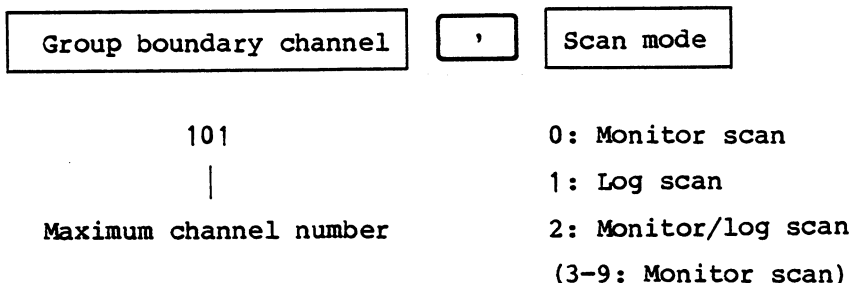 Group boundary channel , Scan mode
101
Maximum channel number
0: Monitor scan
1: Log scan
2: Monitor/log scan
(3-9: Monitor scan)